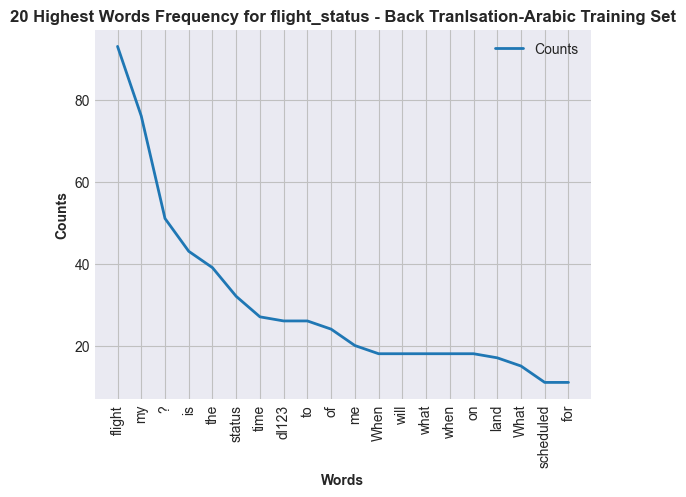 20 Highest Words Frequency for flight_status - Back Tranlsation-Arabic Training Set
Counts
80
60
40
20
Counts
flight
my
?
is
the
status
time
dl123
to
of
me
When
will
what
when
on
land
What
scheduled
for
Words